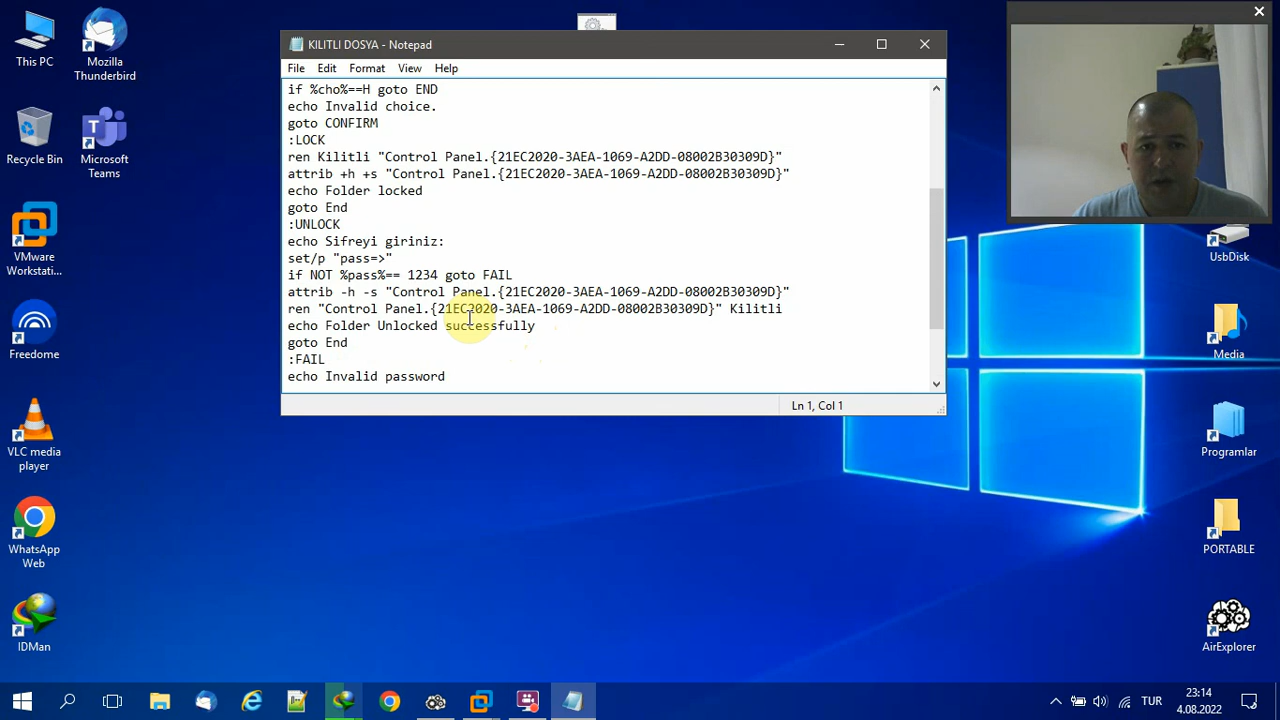 This PC
Mozilla
Thunderbird
Recycle Bin
Microsoft
Teams
VMware
Workstati...
Freedome
VLC media
player
WhatsApp
Web
IDMan
KILITLI DOSYA - Notepad
File Edit Format View Help
if %cho%==H goto END
echo Invalid choice.
goto CONFIRM
:LOCK
ren Kilitli "Control Panel.{21EC2020-3AEA-1069-A2DD-08002B30309D}"
attrib +h +s "Control Panel.{21EC2020-3AEA-1069-A2DD-08002B30309D}"
echo Folder locked
goto End
:UNLOCK
echo Sifreyi giriniz:
set/p "pass=>"
if NOT %pass%== 1234 goto FAIL
attrib -h -s "Control Panel.{21EC2020-3AEA-1069-A2DD-08002B30309D}"
ren "Control Panel.{21EC2020-3AEA-1069-A2DD-08002B30309D}" Kilitli
echo Folder Unlocked successfully
goto End
:FAIL
echo Invalid password
Ln 1, Col 1
UsbDisk
Media
Programlar
PORTABLE
AirExplorer
TUR
23:14
4.08.2022